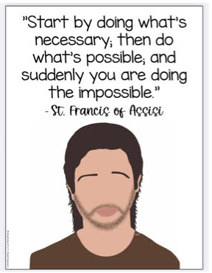 "Start by doing what's
necessary; then do
what's possible; and
suddenly you are doing
the impossible."
- St. Francis of Assisi